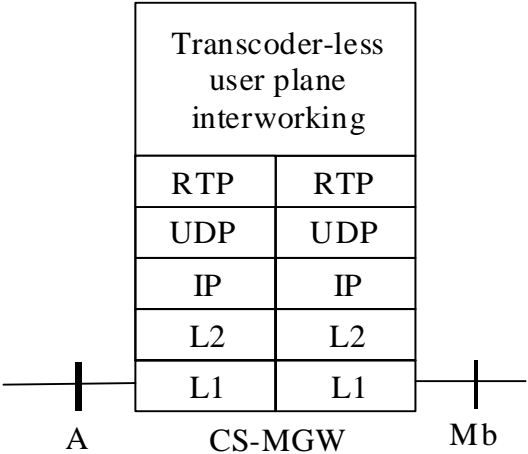 Transcoder-less
user plane
interworking
RTP RTP
UDP UDP
IP IP
L2 L2
L1 L1
A CS-MGW Mb